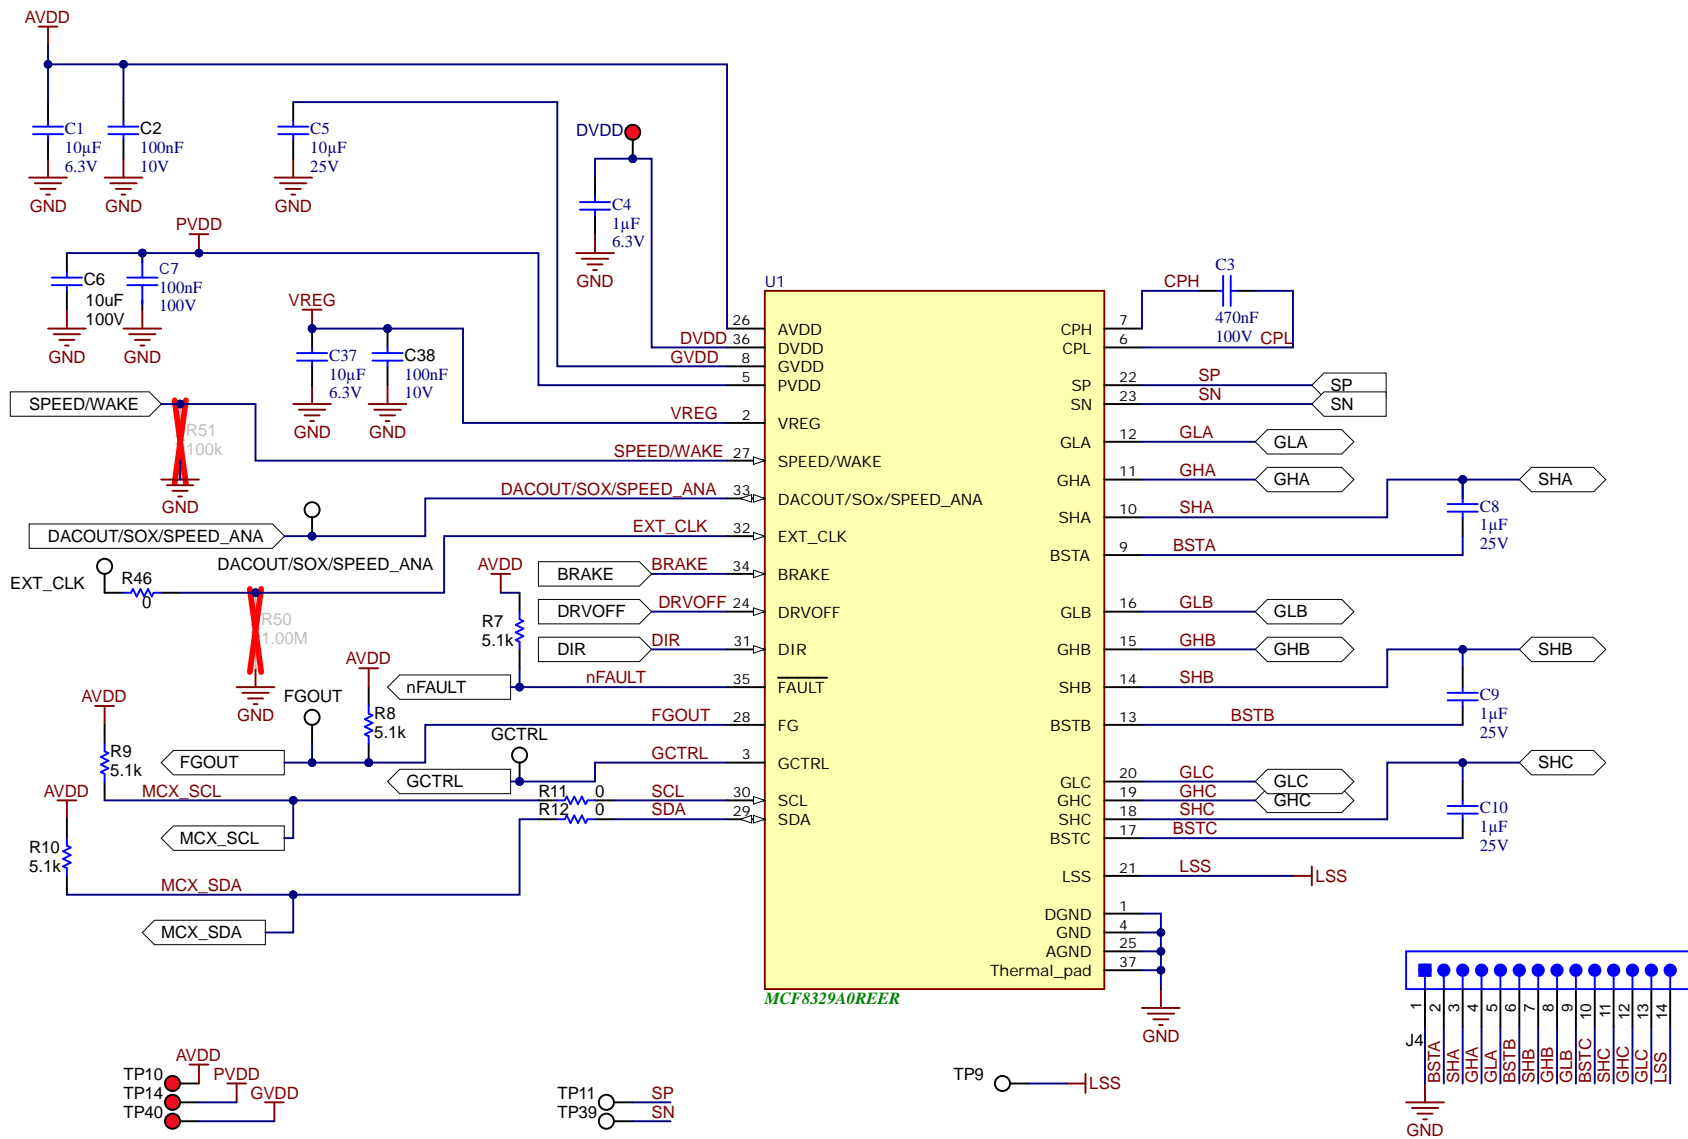 AVDD
C1
10µF
6.3V
GND
C2
100nF
10V
GND
C5
10µF
25V
GND
DVDD
C4
1µF
6.3V
GND
PVDD
C6
10uF
100V
GND
C7
100nF
100V
GND
VREG
C37
10µF
6.3V
GND
C38
100nF
10V
GND
SPEED/WAKE
R51
100k
GND
DACOUT/SOX/SPEED_ANA
DACOUT/SOX/SPEED_ANA
EXT_CLK
R46
0
R50
1.00M
GND
AVDD
R7
5.1k
BRAKE
DRVOFF
DIR
nFAULT
AVDD
R8
5.1k
FGOUT
FGOUT
GCTRL
GCTRL
AVDD
R9
5.1k
MCX_SCL
MCX_SCL
AVDD
R10
5.1k
MCX_SDA
MCX_SDA
R11 0
R12 0
U1
26 AVDD
DVDD 36 DVDD
GVDD 8 GVDD
5 PVDD
VREG 2 VREG
SPEED/WAKE 27 SPEED/WAKE
DACOUT/SOX/SPEED_ANA 33 DACOUT/SOx/SPEED_ANA
EXT_CLK 32 EXT_CLK
BRAKE 34 BRAKE
DRVOFF 24 DRVOFF
DIR 31 DIR
nFAULT 35 FAULT
FGOUT 28 FG
GCTRL 3 GCTRL
SCL 30 SCL
SDA 29 SDA
CPH 7 CPH
CPL 6 CPL
C3
470nF
100V
SP 22 SP SP
SN 23 SN SN
GLA 12 GLA GLA
GHA 11 GHA GHA
SHA 10 SHA SHA
BSTA 9 BSTA
C8
1µF
25V
GLB 16 GLB GLB
GHB 15 GHB GHB
SHB 14 SHB SHB
BSTB 13 BSTB
C9
1µF
25V
GLC 20 GLC GLC
GHC 19 GHC GHC
SHC 18 SHC SHC
BSTC 17 BSTC
C10
1µF
25V
LSS 21 LSS LSS
DGND 1
GND 4
AGND 25
Thermal_pad 37
GND
MCF8329A0REER
J4
1
2 BSTA
3 SHA
4 GHA
5 GLA
6 BSTB
7 SHB
8 GHB
9 GLB
10 BSTC
11 SHC
12 GHC
13 GLC
14 LSS
GND
TP10 AVDD
TP14 PVDD
TP40 GVDD
TP11 SP
TP39 SN
TP9 LSS